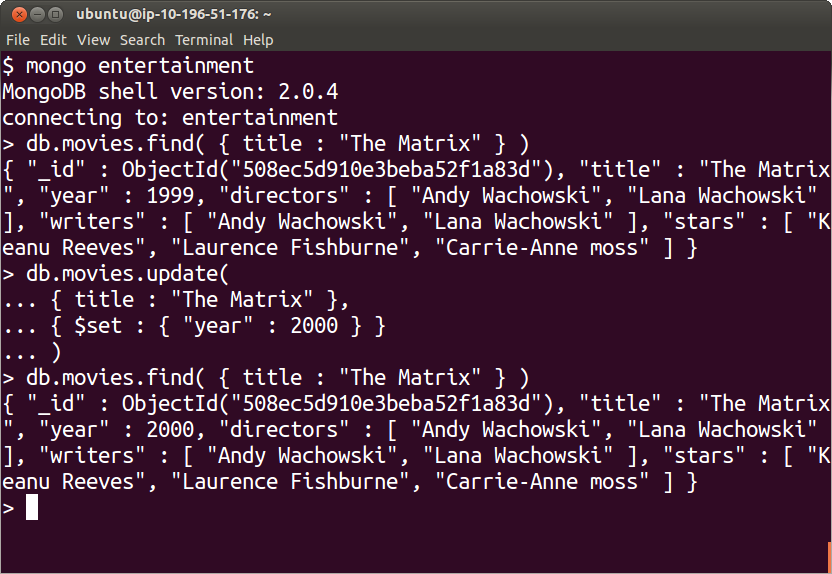 ubuntu@ip-10-196-51-176: ~
File Edit View Search Terminal Help
$ mongo entertainment
MongoDB shell version: 2.0.4
connecting to: entertainment
> db.movies.find( { title : "The Matrix" } )
{ "_id" : ObjectId("508ec5d910e3beba52f1a83d"), "title" : "The Matrix
", "year" : 1999, "directors" : [ "Andy Wachowski", "Lana Wachowski"
], "writers" : [ "Andy Wachowski", "Lana Wachowski" ], "stars" : [ "K
eanu Reeves", "Laurence Fishburne", "Carrie-Anne moss" ] }
> db.movies.update(
... { title : "The Matrix" },
... { $set : { "year" : 2000 } }
... )
> db.movies.find( { title : "The Matrix" } )
{ "_id" : ObjectId("508ec5d910e3beba52f1a83d"), "title" : "The Matrix
", "year" : 2000, "directors" : [ "Andy Wachowski", "Lana Wachowski"
], "writers" : [ "Andy Wachowski", "Lana Wachowski" ], "stars" : [ "K
eanu Reeves", "Laurence Fishburne", "Carrie-Anne moss" ] }
>